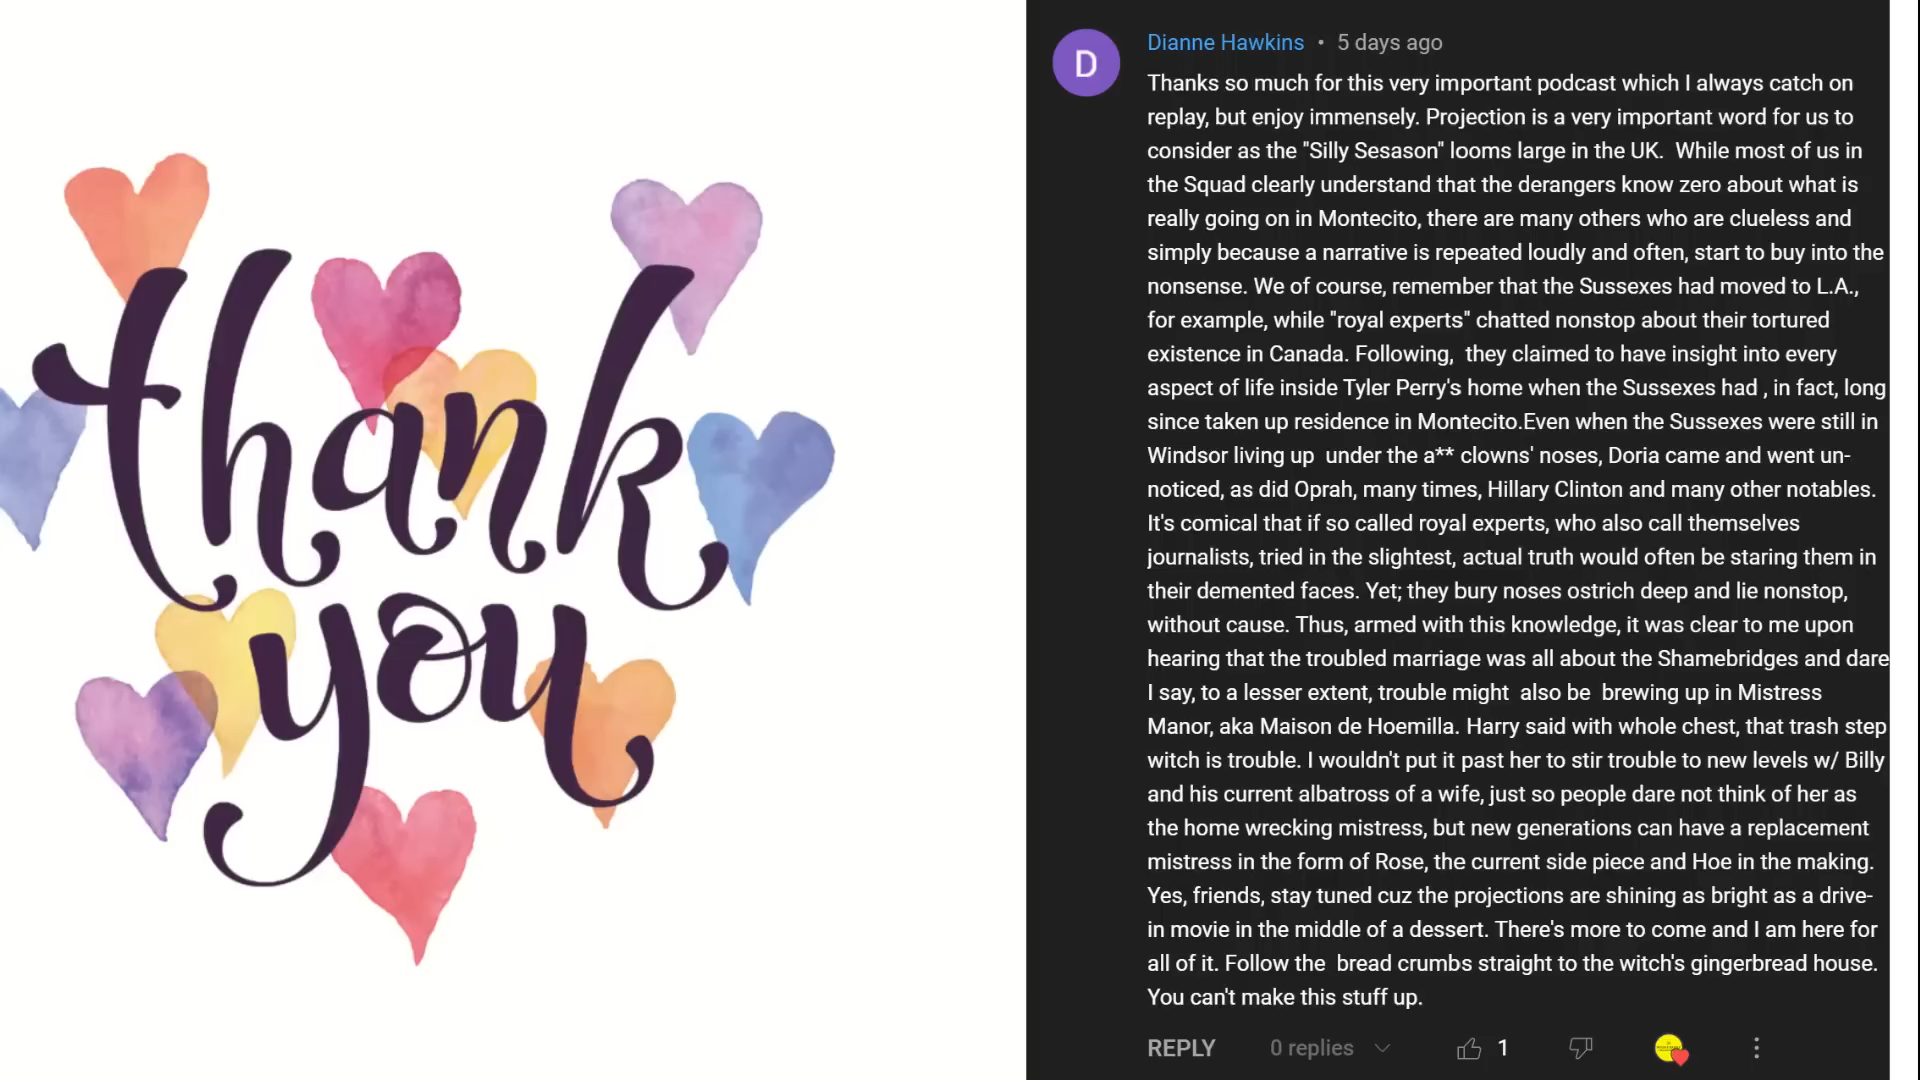 thank
you
D
Dianne Hawkins • 5 days ago
Thanks so much for this very important podcast which I always catch on
replay, but enjoy immensely. Projection is a very important word for us to
consider as the "Silly Sesason" looms large in the UK.  While most of us in
the Squad clearly understand that the derangers know zero about what is
really going on in Montecito, there are many others who are clueless and
simply because a narrative is repeated loudly and often, start to buy into the
nonsense. We of course, remember that the Sussexes had moved to L.A.,
for example, while "royal experts" chatted nonstop about their tortured
existence in Canada. Following,  they claimed to have insight into every
aspect of life inside Tyler Perry's home when the Sussexes had , in fact, long
since taken up residence in Montecito.Even when the Sussexes were still in
Windsor living up  under the a** clowns' noses, Doria came and went un-
noticed, as did Oprah, many times, Hillary Clinton and many other notables.
It's comical that if so called royal experts, who also call themselves
journalists, tried in the slightest, actual truth would often be staring them in
their demented faces. Yet; they bury noses ostrich deep and lie nonstop,
without cause. Thus, armed with this knowledge, it was clear to me upon
hearing that the troubled marriage was all about the Shamebridges and dare
I say, to a lesser extent, trouble might  also be  brewing up in Mistress
Manor, aka Maison de Hoemilla. Harry said with whole chest, that trash step
witch is trouble. I wouldn't put it past her to stir trouble to new levels w/ Billy
and his current albatross of a wife, just so people dare not think of her as
the home wrecking mistress, but new generations can have a replacement
mistress in the form of Rose, the current side piece and Hoe in the making.
Yes, friends, stay tuned cuz the projections are shining as bright as a drive-
in movie in the middle of a dessert. There's more to come and I am here for
all of it. Follow the  bread crumbs straight to the witch's gingerbread house.
You can't make this stuff up.
REPLY 0 replies 1